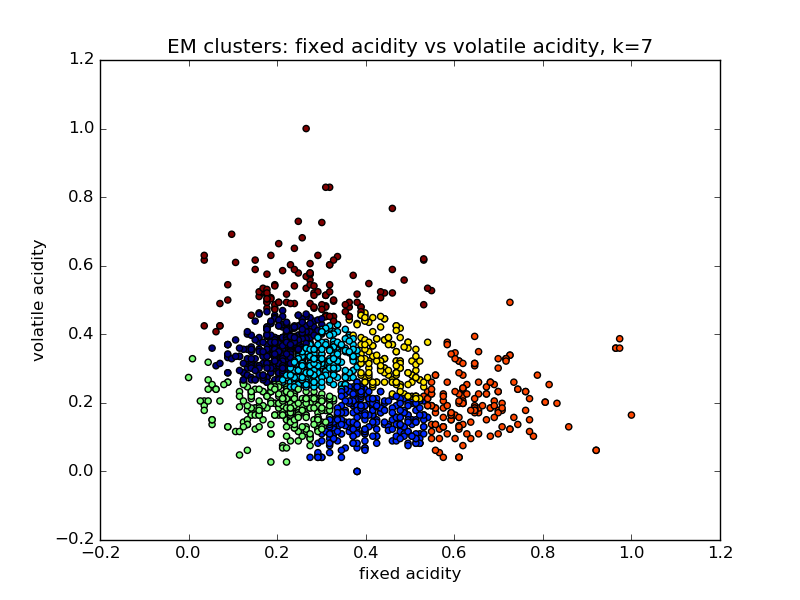 EM clusters: fixed acidity vs volatile acidity, k=7
1.2
1.0
0.8
0.6
0.4
0.2
0.0
−0.2
volatile acidity
−0.2 0.0 0.2 0.4 0.6 0.8 1.0 1.2
fixed acidity